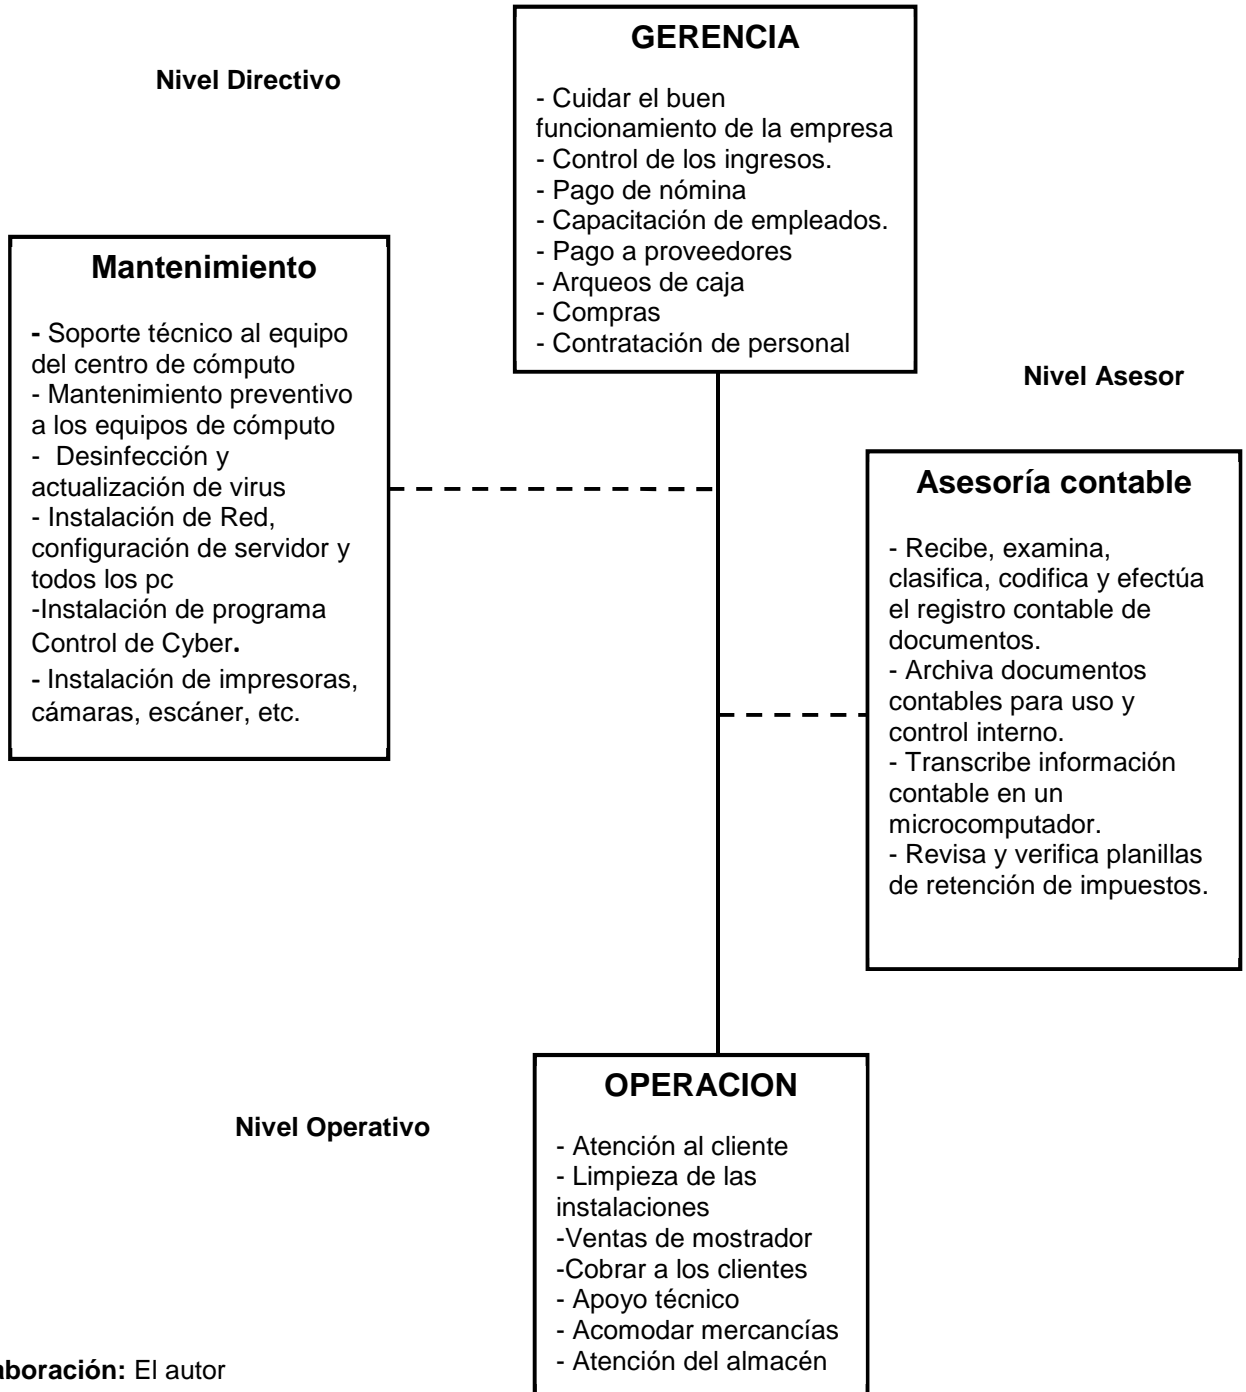 GERENCIA
Nivel Directivo
- Cuidar el buen
funcionamiento de la empresa
- Control de los ingresos.
- Pago de nómina
- Capacitación de empleados.
- Pago a proveedores
- Arqueos de caja
- Compras
- Contratación de personal
Mantenimiento
- Soporte técnico al equipo
del centro de cómputo
- Mantenimiento preventivo
a los equipos de cómputo
- Desinfección y
actualización de virus
- Instalación de Red,
configuración de servidor y
todos los pc
-Instalación de programa
Control de Cyber.
- Instalación de impresoras,
cámaras, escáner, etc.
Nivel Asesor
Asesoría contable
- Recibe, examina,
clasifica, codifica y efectúa
el registro contable de
documentos.
- Archiva documentos
contables para uso y
control interno.
- Transcribe información
contable en un
microcomputador.
- Revisa y verifica planillas
de retención de impuestos.
OPERACION
Nivel Operativo
- Atención al cliente
- Limpieza de las
instalaciones
-Ventas de mostrador
-Cobrar a los clientes
- Apoyo técnico
- Acomodar mercancías
- Atención del almacén
aboración: El autor